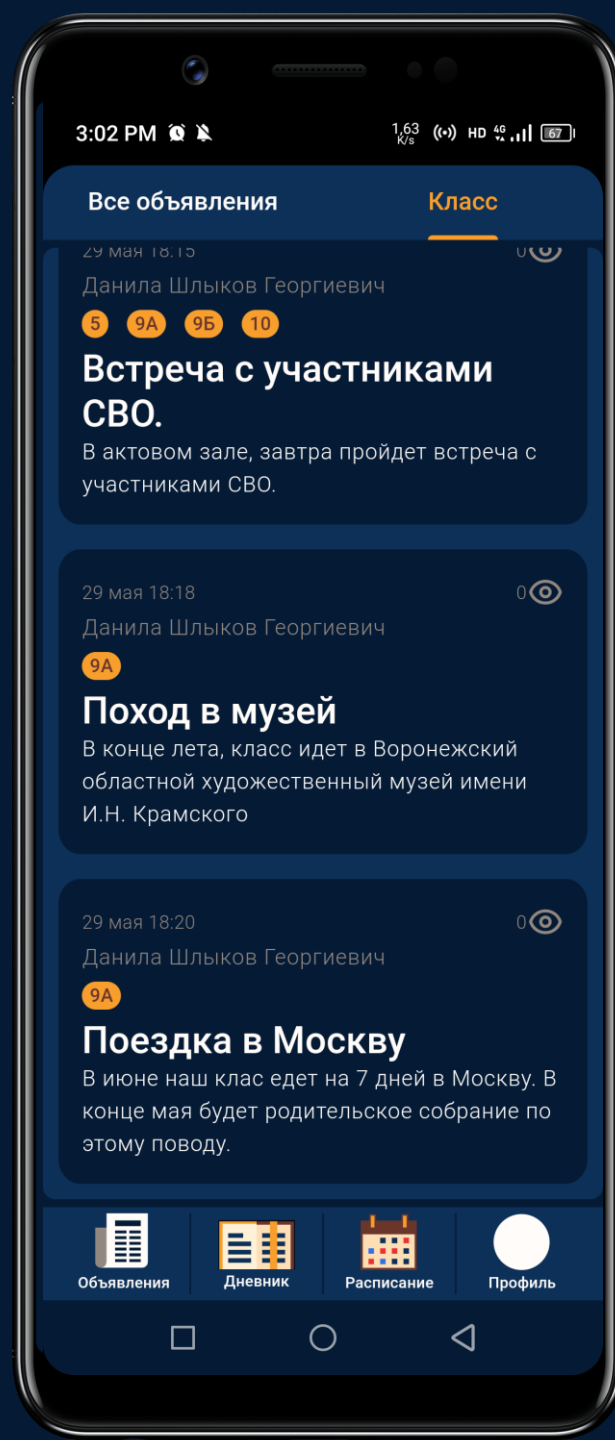 3:02 PM
1,63
K/s
HD 4G
67
Все объявления
Класс
29 мая 18:15
0
Данила Шлыков Георгиевич
5 9А 9Б 10
Встреча с участниками
СВО.
В актовом зале, завтра пройдет встреча с
участниками СВО.
29 мая 18:18
0
Данила Шлыков Георгиевич
9А
Поход в музей
В конце лета, класс идет в Воронежский
областной художественный музей имени
И.Н. Крамского
29 мая 18:20
0
Данила Шлыков Георгиевич
9А
Поездка в Москву
В июне наш клас едет на 7 дней в Москву. В
конце мая будет родительское собрание по
этому поводу.
Объявления
Дневник
Расписание
Профиль